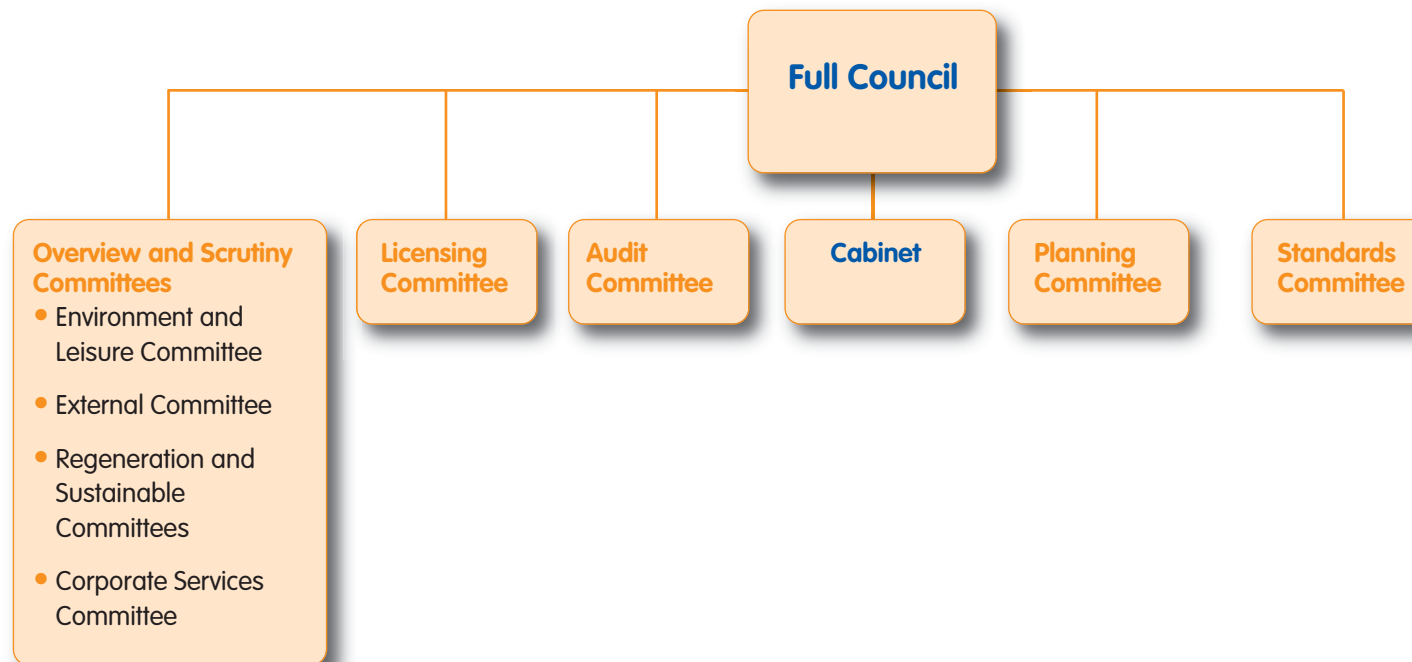 Full Council
Overview and Scrutiny
Committees
• Environment and
Leisure Committee
• External Committee
• Regeneration and
Sustainable
Committees
• Corporate Services
Committee
Licensing
Committee
Audit
Committee
Cabinet
Planning
Committee
Standards
Committee